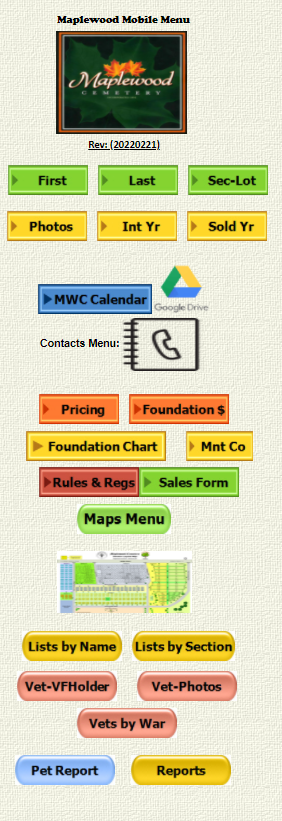 Maplewood Mobile Menu
Maplewood
CEMETERY
Rev: (20220221)
First Last Sec-Lot
Photos Int Yr Sold Yr
MWC Calendar Google Drive
Contacts Menu:
Pricing Foundation $
Foundation Chart Mnt Co
Rules & Regs Sales Form
Maps Menu
Lists by Name Lists by Section
Vet-VFHolder Vet-Photos
Vets by War
Pet Report Reports